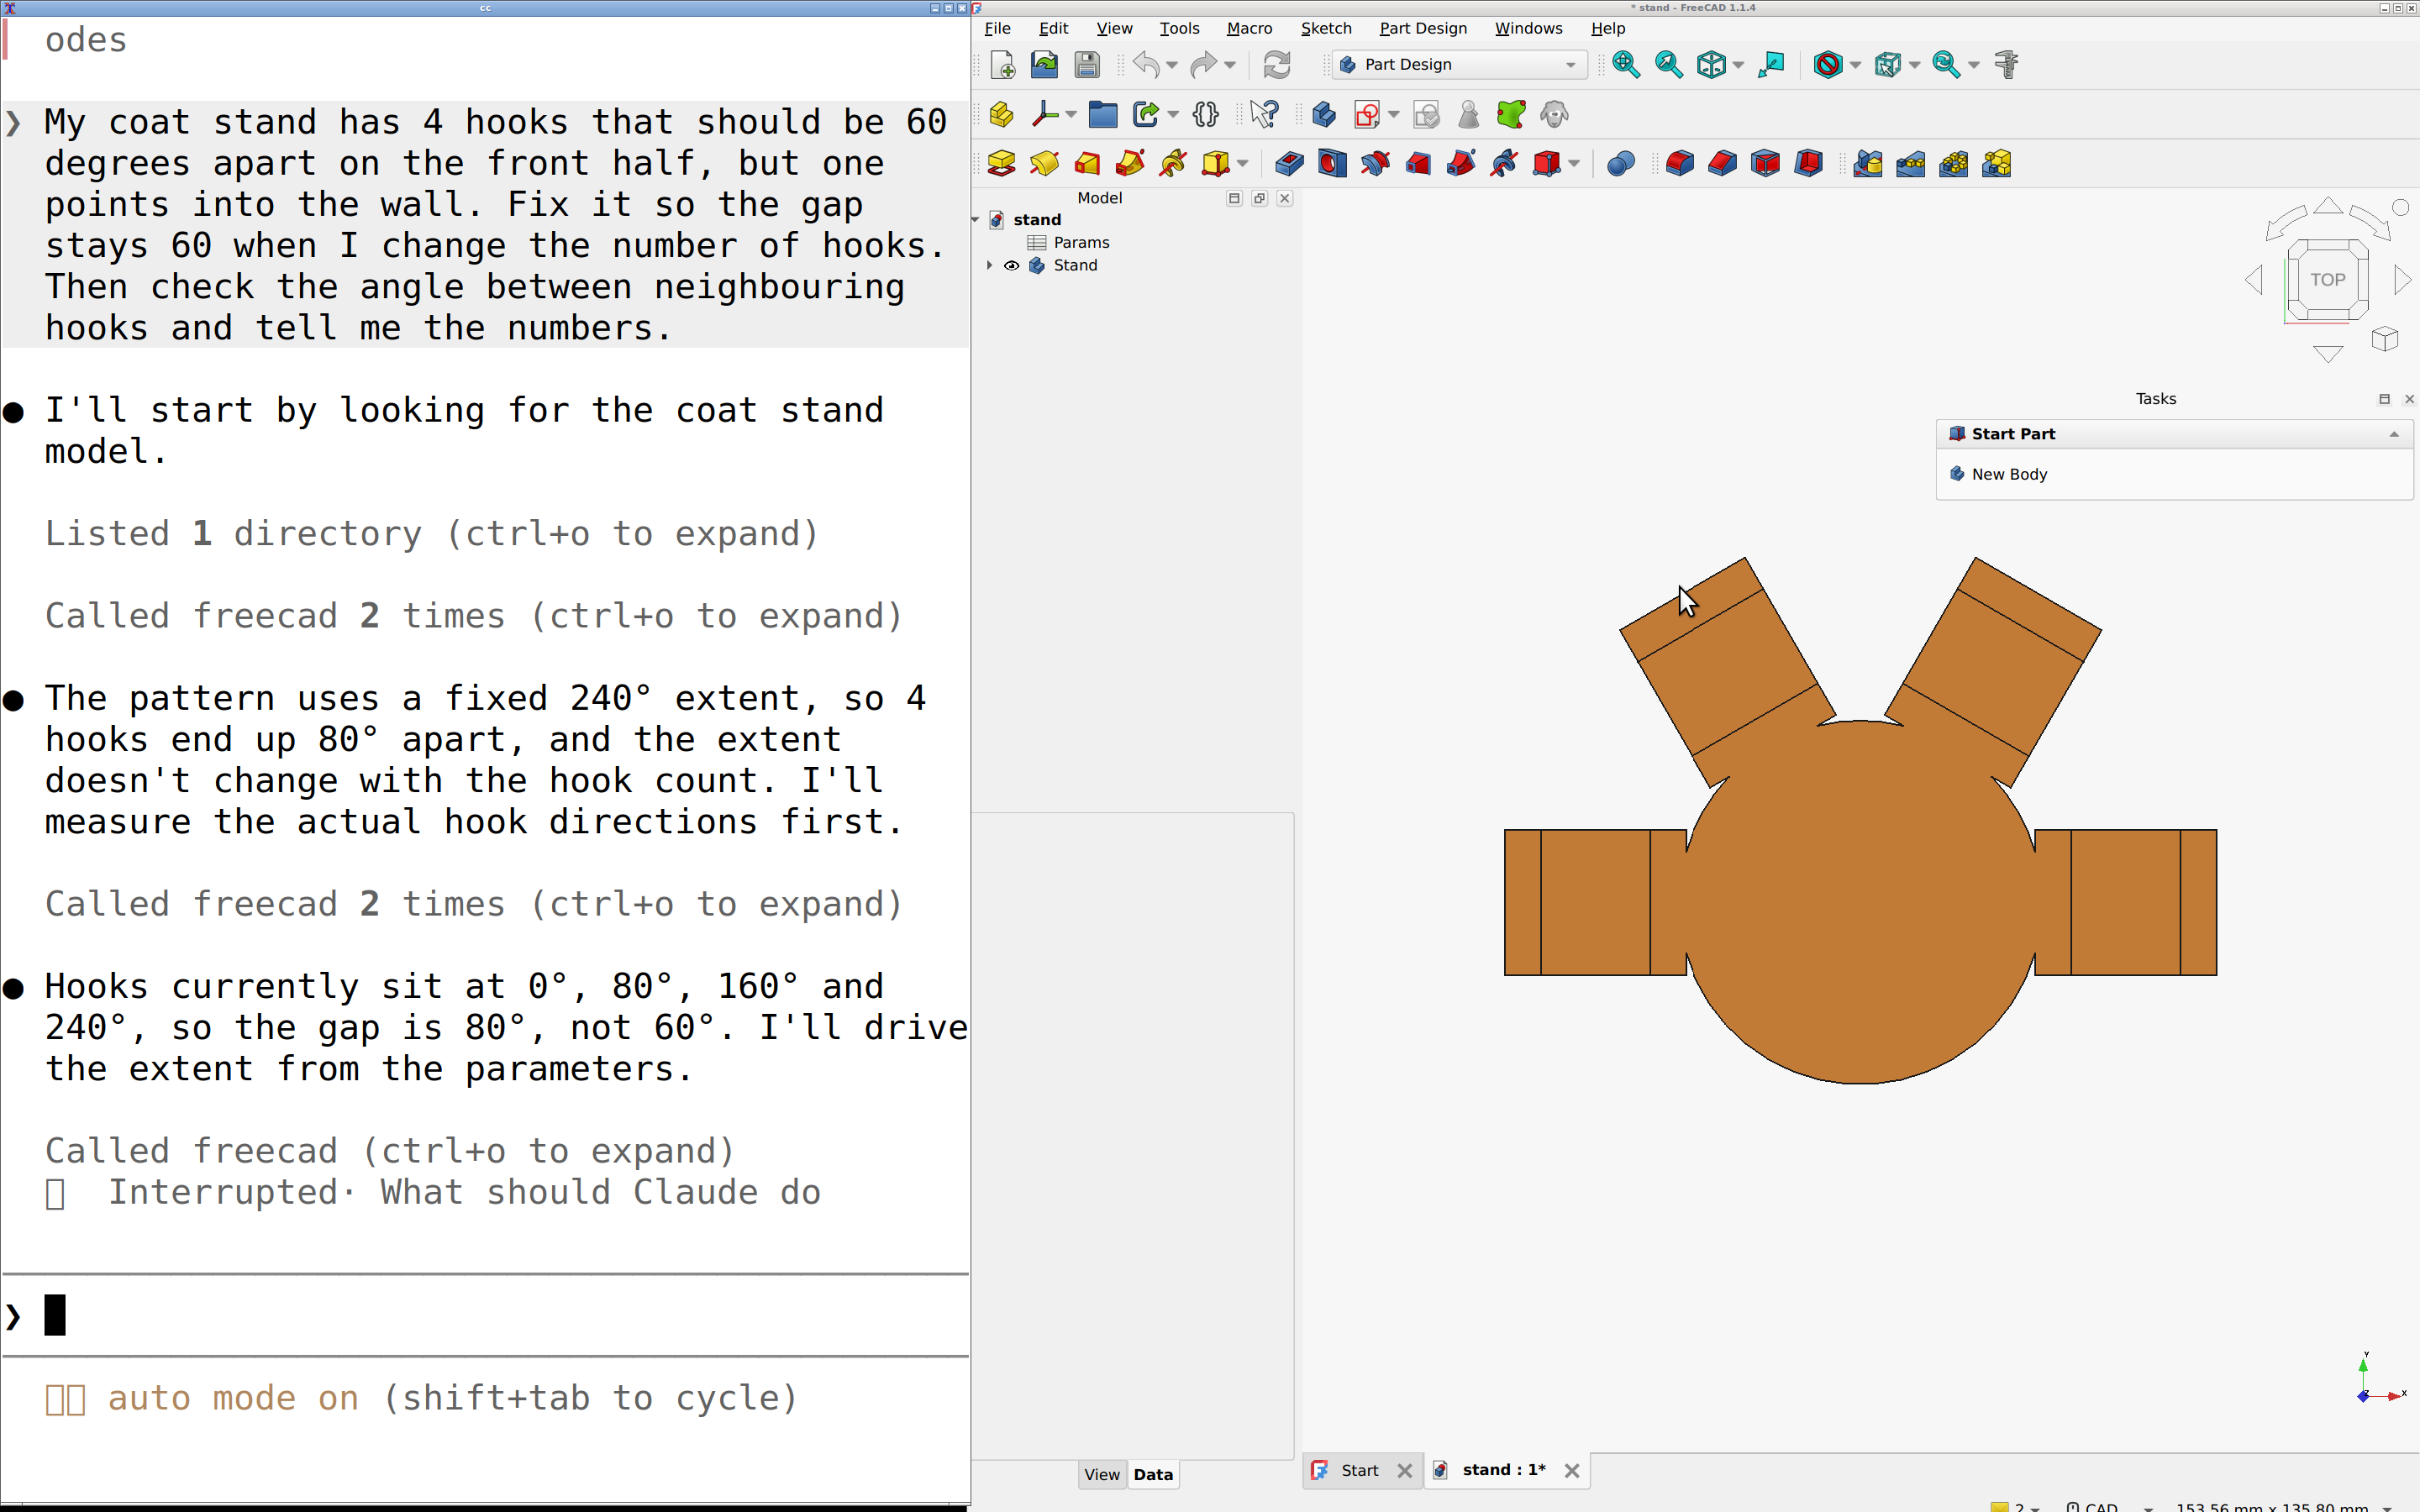 cc
odes
❯ My coat stand has 4 hooks that should be 60
degrees apart on the front half, but one
points into the wall. Fix it so the gap
stays 60 when I change the number of hooks.
Then check the angle between neighbouring
hooks and tell me the numbers.
● I'll start by looking for the coat stand
model.
Listed 1 directory (ctrl+o to expand)
Called freecad 2 times (ctrl+o to expand)
● The pattern uses a fixed 240° extent, so 4
hooks end up 80° apart, and the extent
doesn't change with the hook count. I'll
measure the actual hook directions first.
Called freecad 2 times (ctrl+o to expand)
● Hooks currently sit at 0°, 80°, 160° and
240°, so the gap is 80°, not 60°. I'll drive
the extent from the parameters.
Called freecad (ctrl+o to expand)
Interrupted· What should Claude do
❯
auto mode on (shift+tab to cycle)
* stand - FreeCAD 1.1.4
File Edit View Tools Macro Sketch Part Design Windows Help
Part Design
Model
stand
Params
Stand
TOP
Tasks
Start Part
New Body
Y
Z
X
View Data
Start
stand : 1*
2 CAD 153.56 mm x 135.80 mm